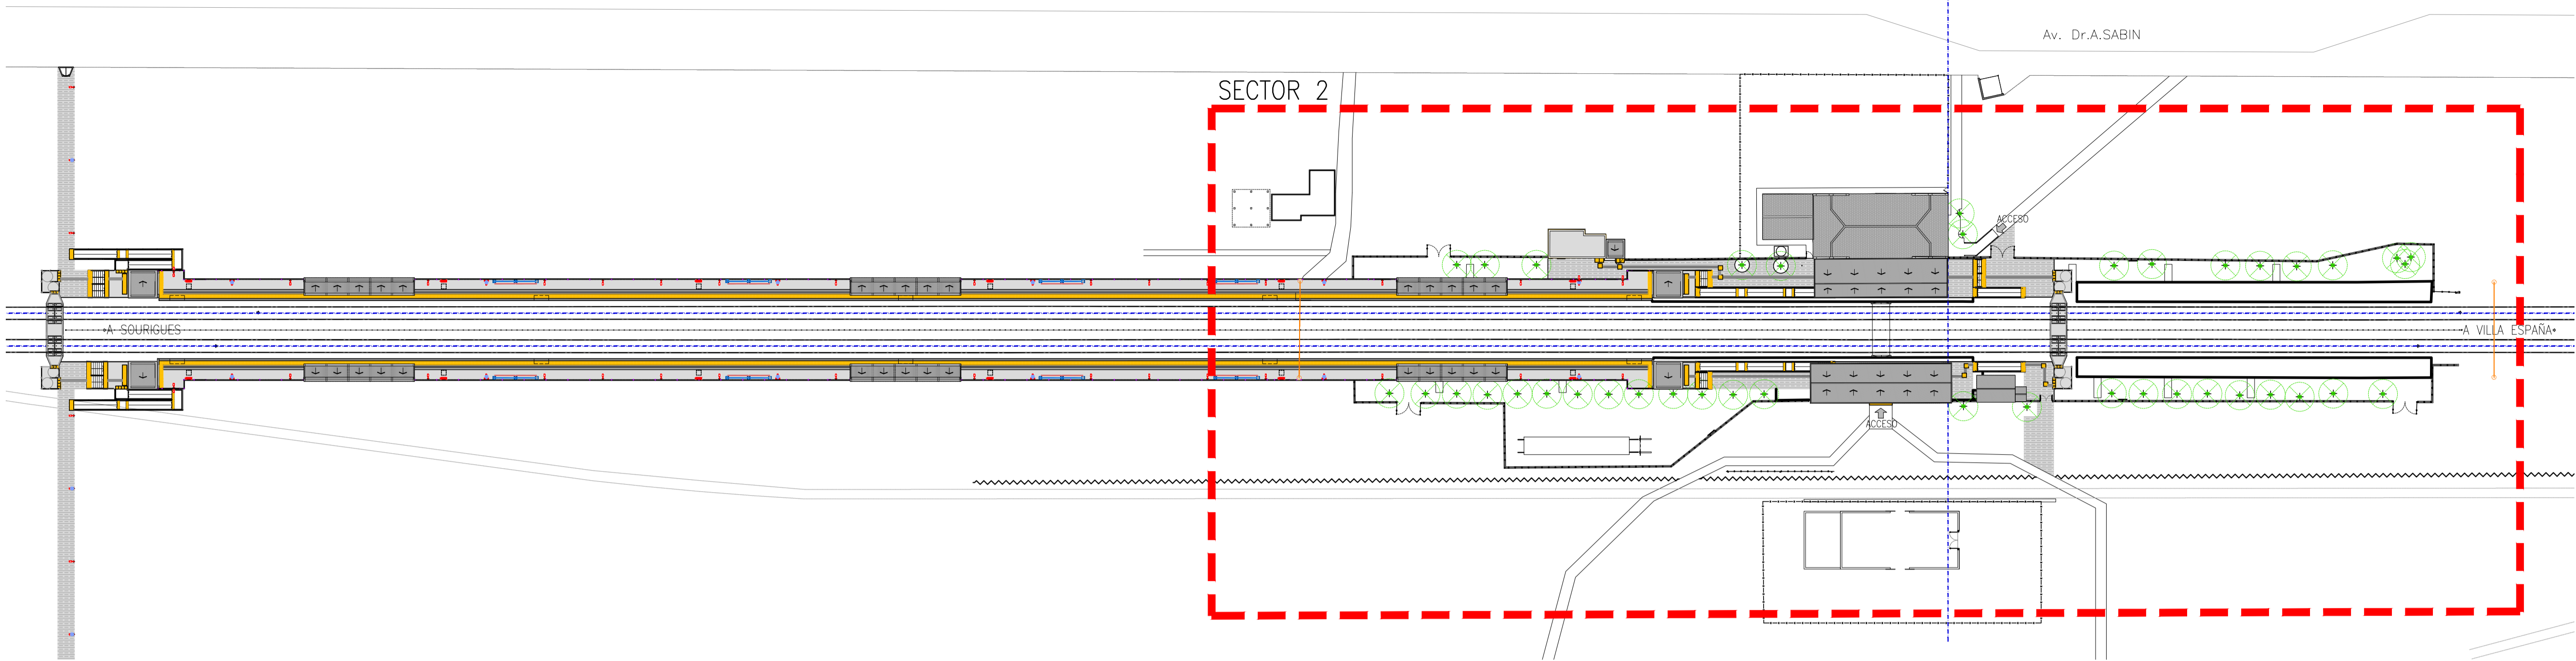 Av. Dr.A.SABIN
SECTOR 2
ACCESO
A SOURIGUES
A VILLA ESPAÑA
ACCESO